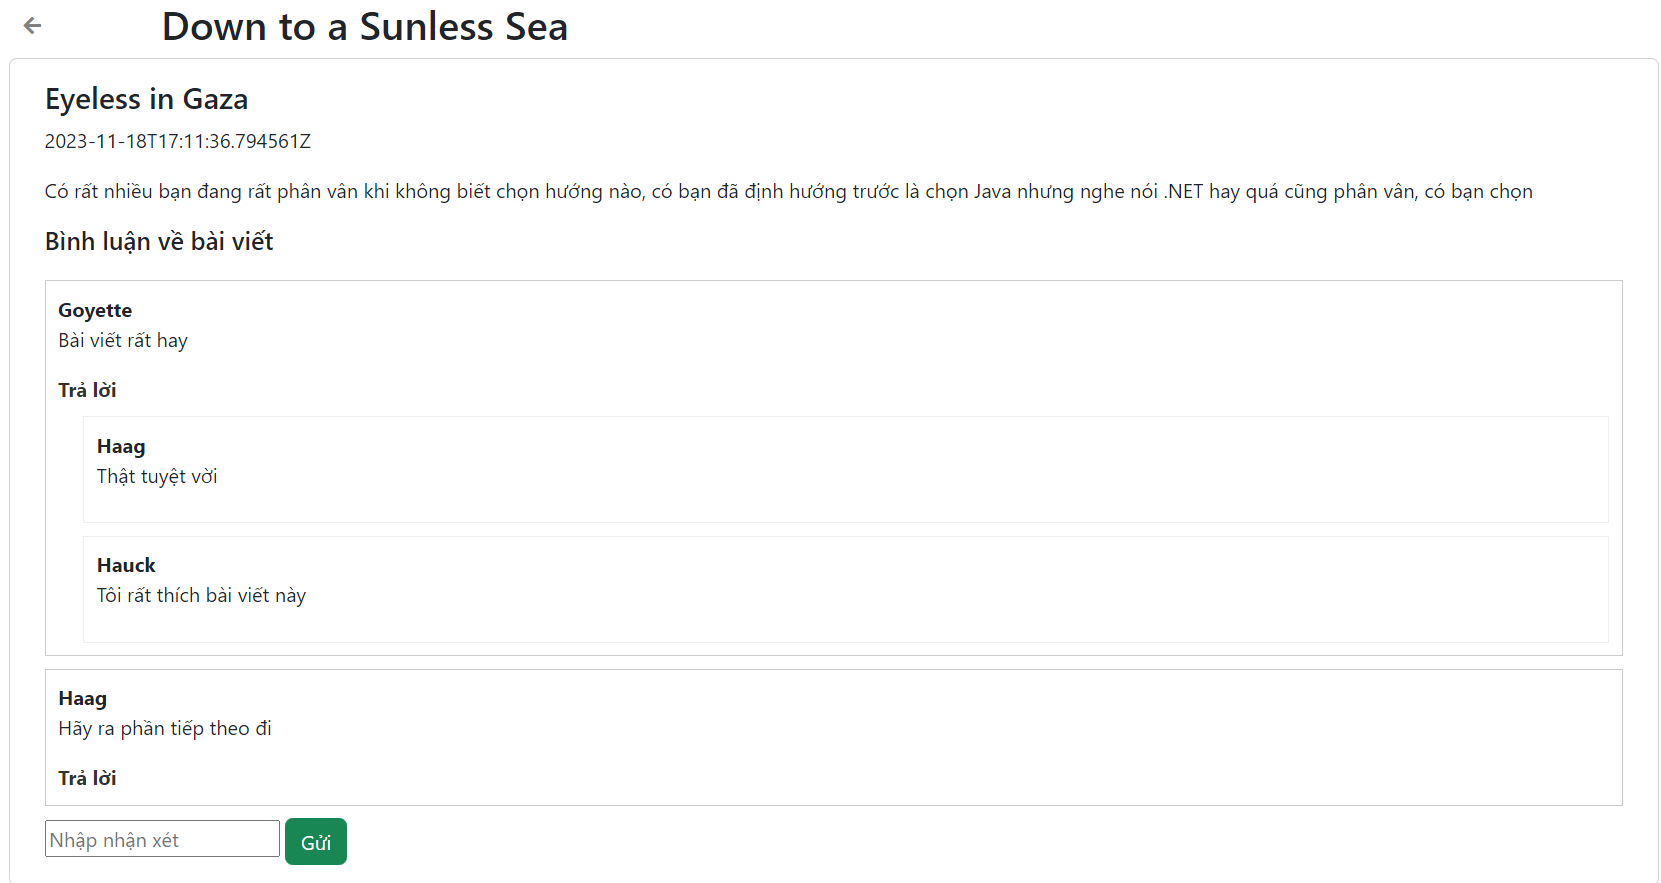 Down to a Sunless Sea
Eyeless in Gaza
2023-11-18T17:11:36.794561Z
Có rất nhiều bạn đang rất phân vân khi không biết chọn hướng nào, có bạn đã định hướng trước là chọn Java nhưng nghe nói .NET hay quá cũng phân vân, có bạn chọn
Bình luận về bài viết
Goyette
Bài viết rất hay
Trả lời
Haag
Thật tuyệt vời
Hauck
Tôi rất thích bài viết này
Haag
Hãy ra phần tiếp theo đi
Trả lời
Nhập nhận xét
Gửi